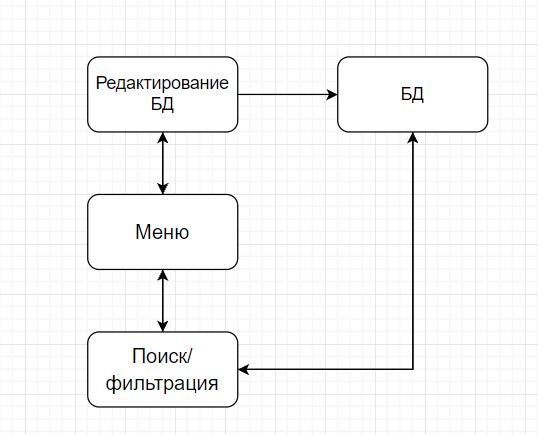 Редактирование
БД
БД
Меню
Поиск/
фильтрация